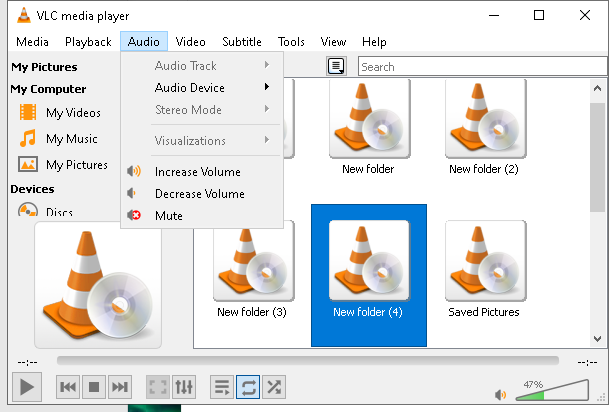 VLC media player
Media Playback Audio Video Subtitle Tools View Help
My Pictures
My Computer
My Videos
My Music
My Pictures
Devices
Discs
Audio Track
Audio Device
Stereo Mode
Visualizations
Increase Volume
Decrease Volume
Mute
Search
New folder
New folder (2)
New folder (3)
New folder (4)
Saved Pictures
--:--
--:--
47%